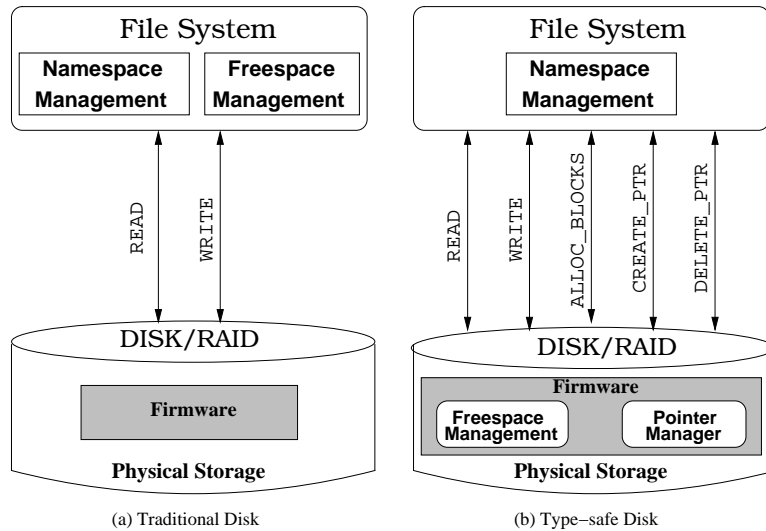 File System
Namespace
Management
Freespace
Management
READ
WRITE
DISK/RAID
Firmware
Physical Storage
(a) Traditional Disk
File System
Namespace
Management
READ
WRITE
ALLOC_BLOCKS
CREATE_PTR
DELETE_PTR
DISK/RAID
Firmware
Freespace
Management
Pointer
Manager
Physical Storage
(b) Type−safe Disk